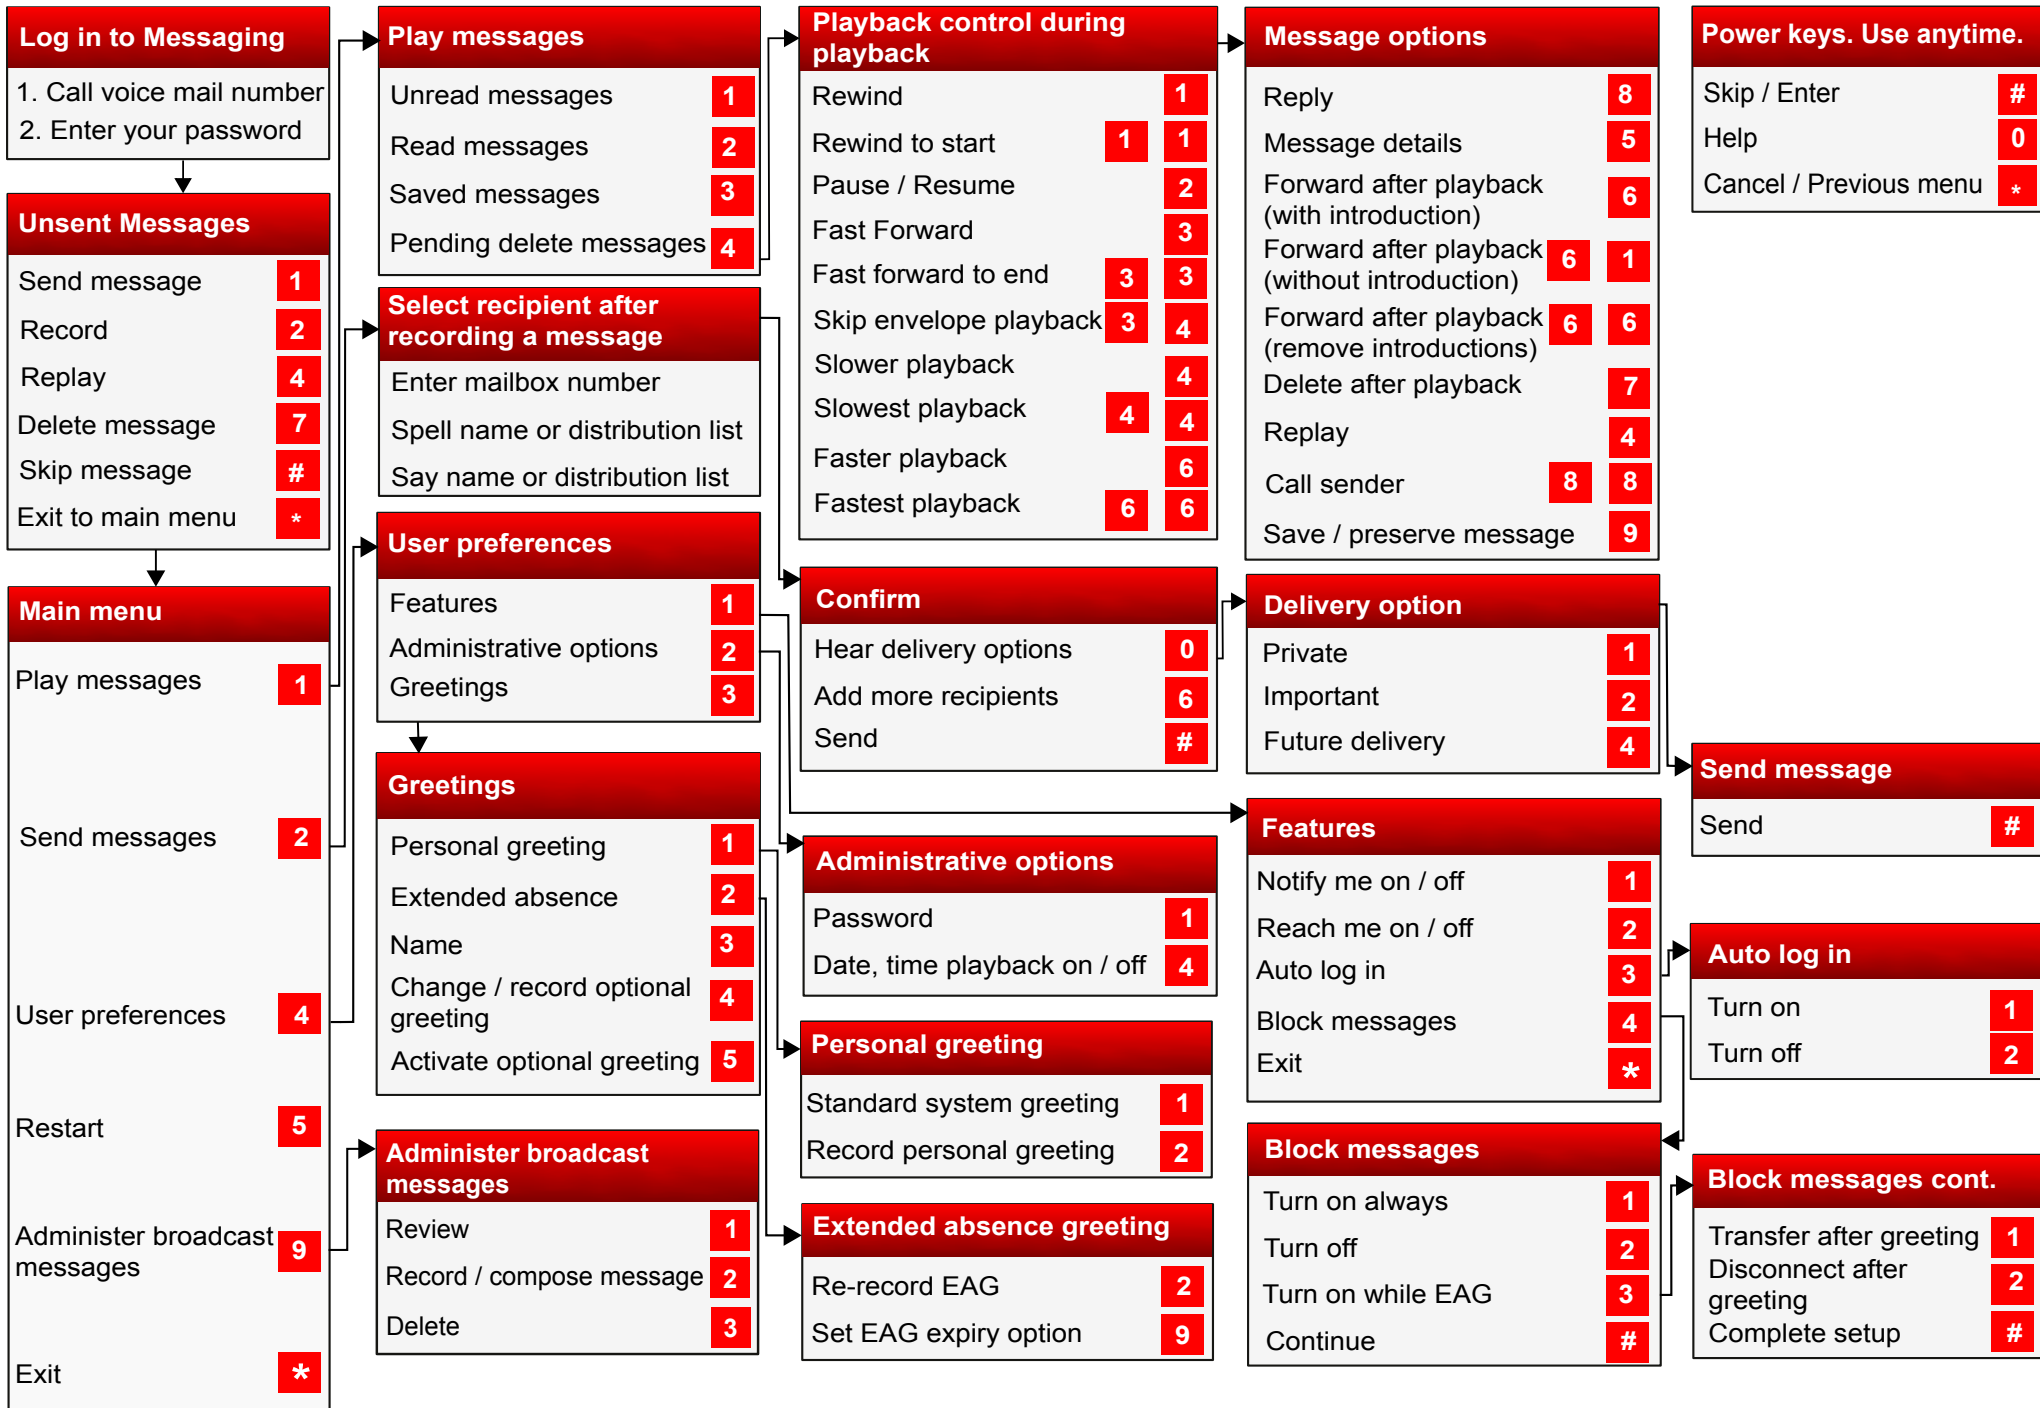 Log in to Messaging
1. Call voice mail number
2. Enter your password
Unsent Messages
Send message 1
Record 2
Replay 4
Delete message 7
Skip message #
Exit to main menu *
Main menu
Play messages 1
Send messages 2
User preferences 4
Restart 5
Administer broadcast
messages 9
Exit *
Play messages
Unread messages 1
Read messages 2
Saved messages 3
Pending delete messages 4
Select recipient after
recording a message
Enter mailbox number
Spell name or distribution list
Say name or distribution list
User preferences
Features 1
Administrative options 2
Greetings 3
Greetings
Personal greeting 1
Extended absence 2
Name 3
Change / record optional
greeting 4
Activate optional greeting 5
Administer broadcast
messages
Review 1
Record / compose message 2
Delete 3
Playback control during
playback
Rewind 1
Rewind to start 1 1
Pause / Resume 2
Fast Forward 3
Fast forward to end 3 3
Skip envelope playback 3 4
Slower playback 4
Slowest playback 4 4
Faster playback 6
Fastest playback 6 6
Confirm
Hear delivery options 0
Add more recipients 6
Send #
Administrative options
Password 1
Date, time playback on / off 4
Personal greeting
Standard system greeting 1
Record personal greeting 2
Extended absence greeting
Re-record EAG 2
Set EAG expiry option 9
Message options
Reply 8
Message details 5
Forward after playback
(with introduction) 6
Forward after playback
(without introduction) 6 1
Forward after playback
(remove introductions) 6 6
Delete after playback 7
Replay 4
Call sender 8 8
Save / preserve message 9
Delivery option
Private 1
Important 2
Future delivery 4
Features
Notify me on / off 1
Reach me on / off 2
Auto log in 3
Block messages 4
Exit *
Block messages
Turn on always 1
Turn off 2
Turn on while EAG 3
Continue #
Power keys. Use anytime.
Skip / Enter #
Help 0
Cancel / Previous menu *
Send message
Send #
Auto log in
Turn on 1
Turn off 2
Block messages cont.
Transfer after greeting 1
Disconnect after
greeting 2
Complete setup #